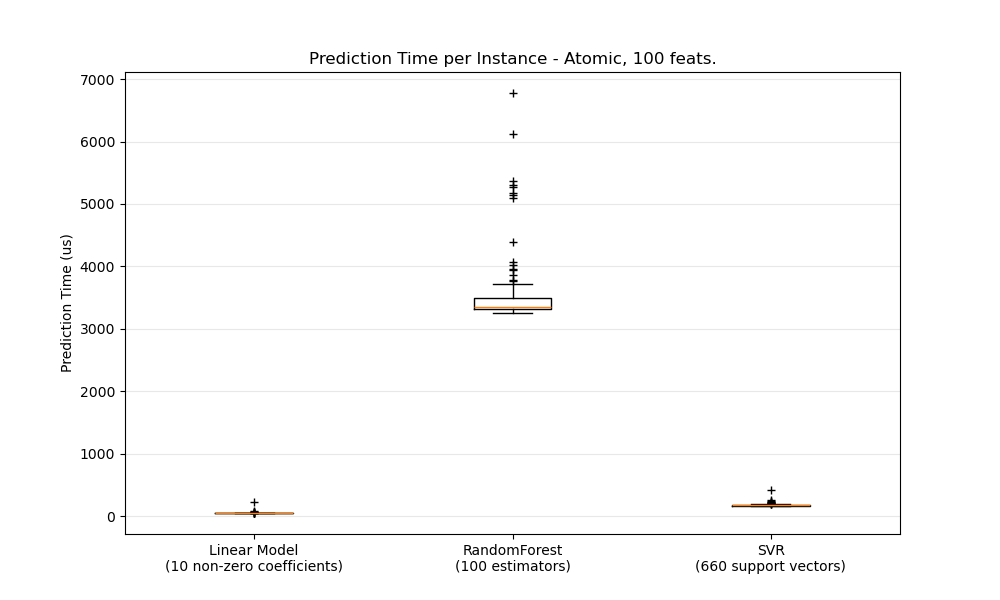 Prediction Time per Instance - Atomic, 100 feats.
7000
6000
5000
4000
3000
2000
1000
0
Prediction Time (us)
Linear Model
(10 non-zero coefficients)
RandomForest
(100 estimators)
SVR
(660 support vectors)